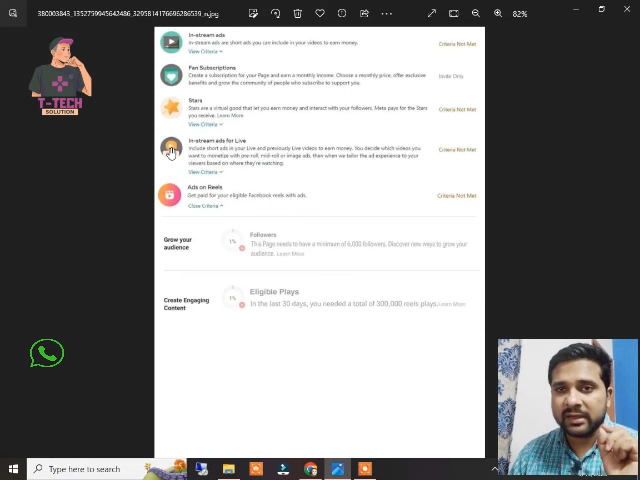 380003843_1352759945642486_3295814176696286539_n.jpg
82%
In-stream ads
In-stream ads are short ads you can include in your videos to earn money.
View Criteria
Criteria Not Met
Fan Subscriptions
Create a subscription for your Page and earn a monthly income. Choose a monthly price, offer exclusive
benefits and grow the community of people who subscribe to support you.
Invite Only
Stars
Stars are a virtual good that let you earn money and interact with your followers. Meta pays for the Stars
you receive. Learn More
View Criteria
Criteria Not Met
In-stream ads for Live
Include short ads in your Live and previously Live videos to earn money. You decide which videos you
want to monetize with pre-roll, mid-roll or image ads, then when we tailor the ad experience to your
viewers based on where they're watching.
View Criteria
Criteria Not Met
Ads on Reels
Get paid for your eligible Facebook reels with ads.
Close Criteria
Criteria Not Met
Grow your
audience
1%
Followers
This Page needs to have a minimum of 6,000 followers. Discover new ways to grow your
audience. Learn More
Create Engaging
Content
1%
Eligible Plays
In the last 30 days, you needed a total of 300,000 reels plays. Learn More
T-TECH
SOLUTION
Type here to search